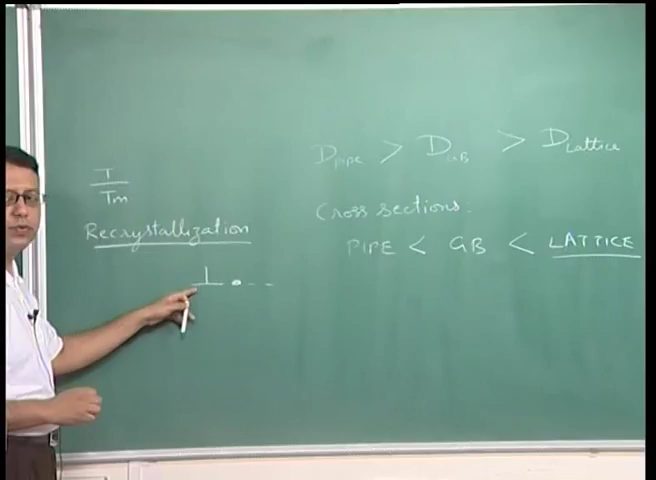 D_PIPE > D_GB > D_Lattice
T
Tm
Cross sections:
Recrystallization
PIPE < GB < LATTICE